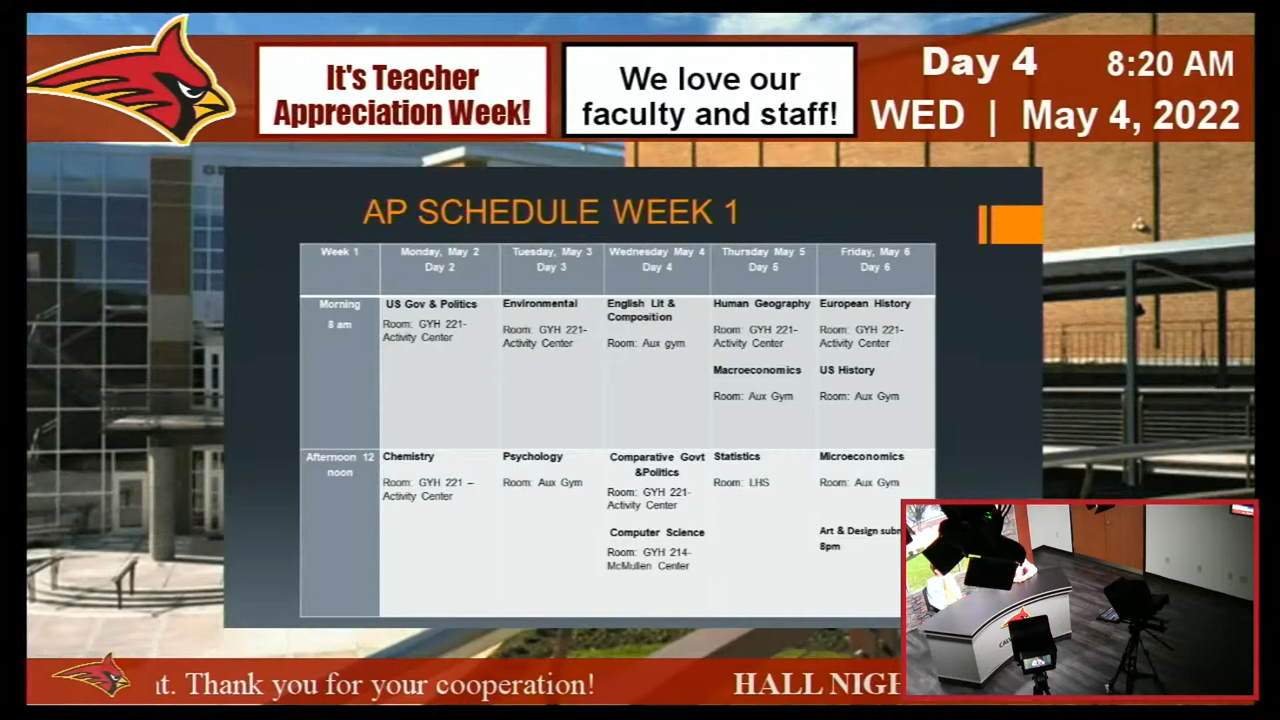 It's Teacher
Appreciation Week!
We love our
faculty and staff!
Day 4
8:20 AM
WED | May 4, 2022
AP SCHEDULE WEEK 1
Week 1
Monday, May 2
Day 2
Tuesday, May 3
Day 3
Wednesday May 4
Day 4
Thursday May 5
Day 5
Friday, May 6
Day 6
Morning
8 am
US Gov & Politics
Room: GYH 221-
Activity Center
Environmental
Room: GYH 221-
Activity Center
English Lit &
Composition
Room: Aux gym
Human Geography
Room: GYH 221-
Activity Center
Macroeconomics
Room: Aux Gym
European History
Room: GYH 221-
Activity Center
US History
Room: Aux Gym
Afternoon 12
noon
Chemistry
Room: GYH 221 –
Activity Center
Psychology
Room: Aux Gym
Comparative Govt
&Politics
Room: GYH 221-
Activity Center
Computer Science
Room: GYH 214-
McMullen Center
Statistics
Room: LHS
Microeconomics
Room: Aux Gym
Art & Design subm
8pm
t. Thank you for your cooperation!
HALL NIGH